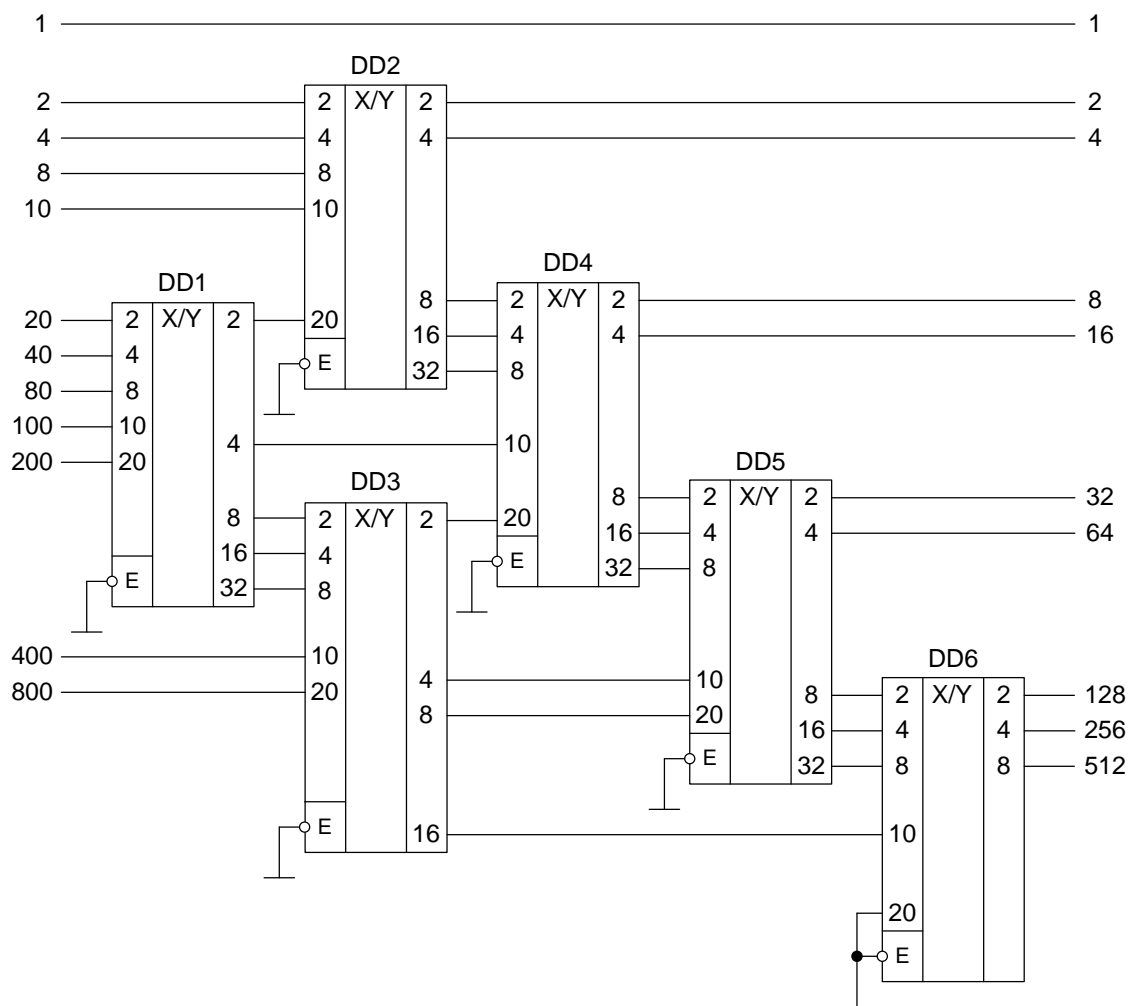 1 1
DD2
2 2 X/Y 2 2
4 4 4 4
8 8
10 10
DD4
DD1
8 2 X/Y 2 8
20 2 X/Y 2 20
16 4 4 16
40 4 E
32 8
80 8
100 10
4 10
200 20
DD5
DD3
8 2 X/Y 2 32
8 2 X/Y 2 20
16 4 4 64
16 4
E 32 8
E
32 8
400 10
DD6
4 10
800 20
8 2 X/Y 2 128
8 20
16 4 4 256
E
32 8 8 512
E
16 10
20
E